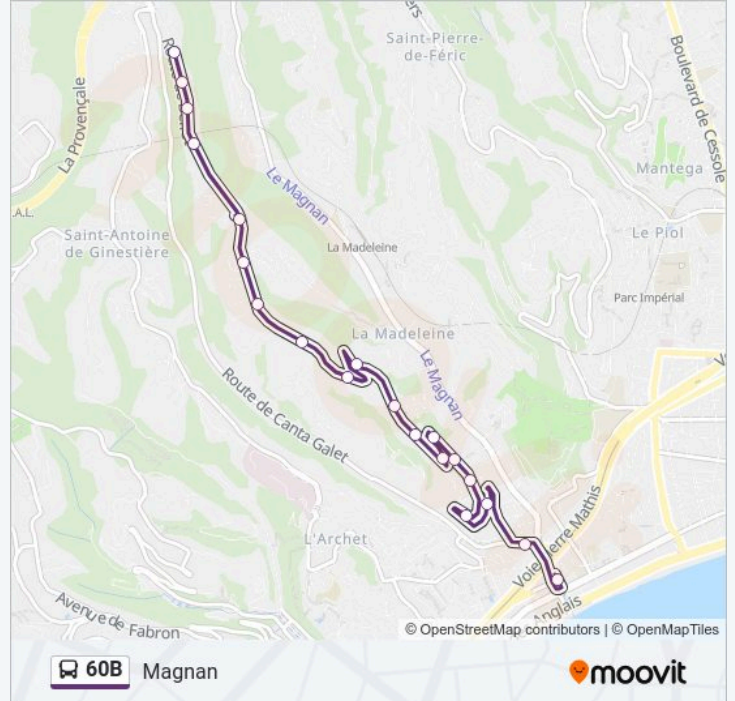 Saint-Pierre-
de-Féric
Boulevard de Cessole
La Provençale
Mantega
Le Magnan
.A.L.
Saint-Antoine
de Ginestière
La Madeleine
Le Piol
Parc Impérial
La Madeleine
Le Magnan
Route de Canta Galet
L'Archet
Voie Pierre Mathis
Avenue de Fabron
Anglais
© OpenStreetMap contributors | © OpenMapTiles
60B Magnan
moovit